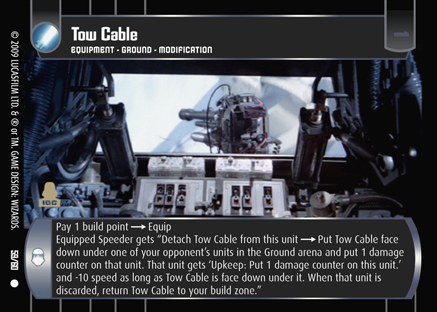 Tow Cable
EQUIPMENT - GROUND - MODIFICATION
Pay 1 build point → Equip
Equipped Speeder gets "Detach Tow Cable from this unit → Put Tow Cable face
down under one of your opponent's units in the Ground arena and put 1 damage
counter on that unit. That unit gets 'Upkeep: Put 1 damage counter on this unit.'
and -10 speed as long as Tow Cable is face down under it. When that unit is
discarded, return Tow Cable to your build zone."
© 2009 LUCASFILM LTD. & ® or TM. GAME DESIGN: WIZARDS.